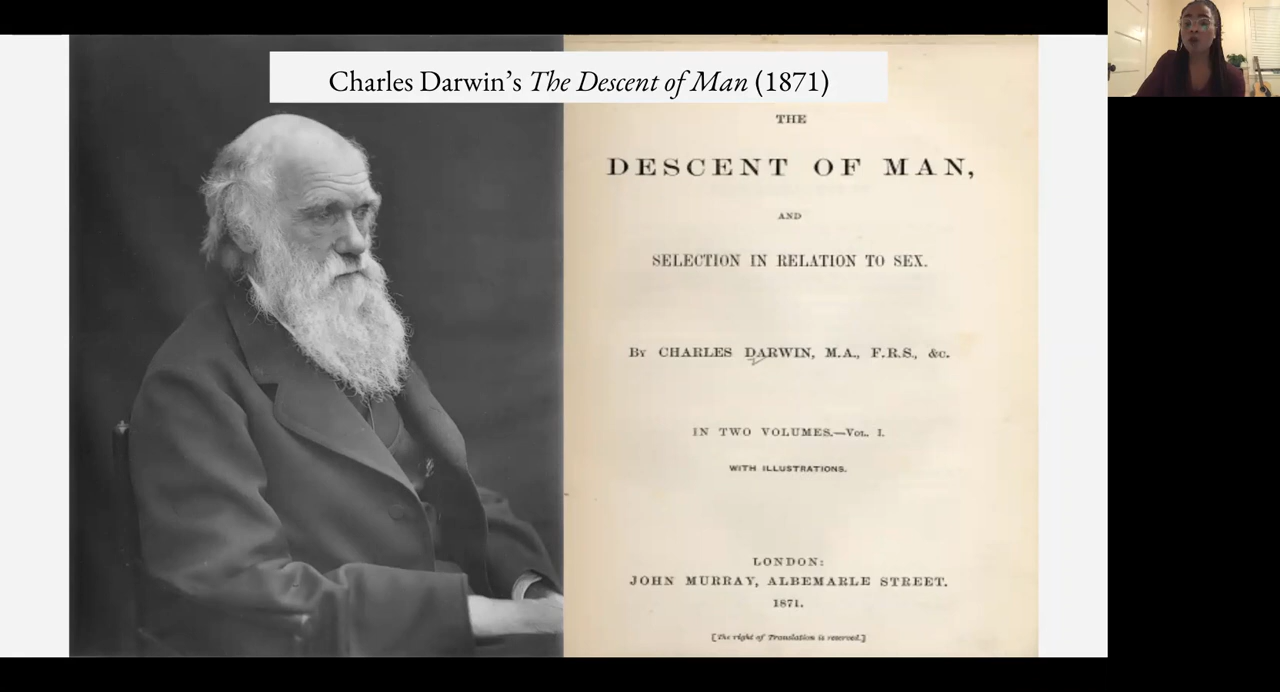 Charles Darwin’s The Descent of Man (1871)
THE
DESCENT OF MAN,
AND
SELECTION IN RELATION TO SEX.
By CHARLES DARWIN, M.A., F.R.S., &c.
IN TWO VOLUMES.—Vol. I.
WITH ILLUSTRATIONS.
LONDON:
JOHN MURRAY, ALBEMARLE STREET.
1871.
[The right of Translation is reserved.]